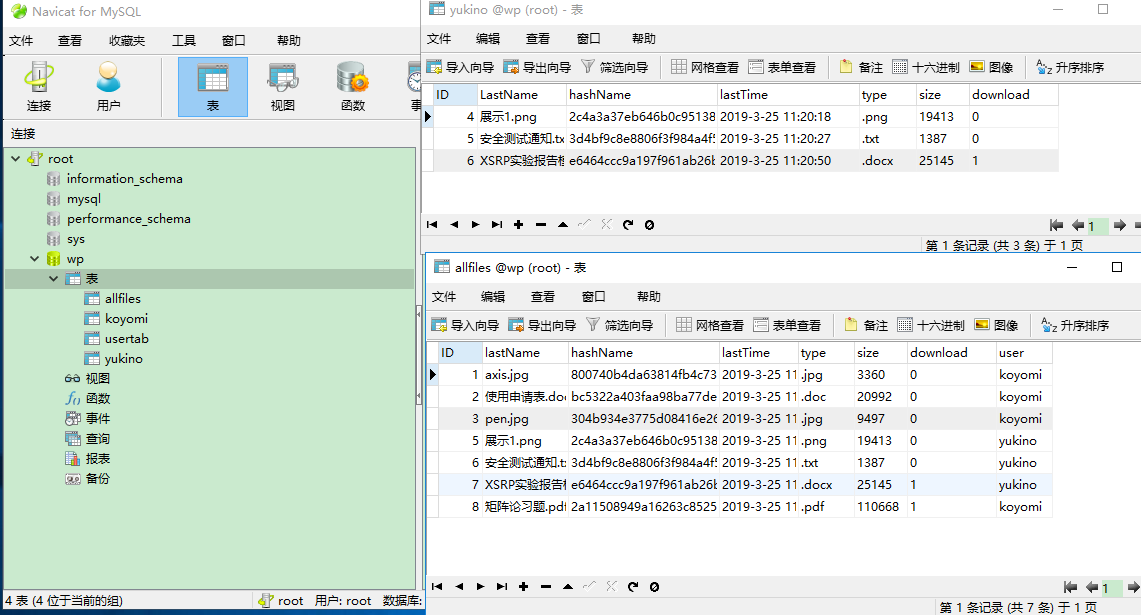 Navicat for MySQL
文件 查看 收藏夹 工具 窗口 帮助
连接 用户 表 视图 函数
连接
root
information_schema
mysql
performance_schema
sys
wp
表
allfiles
koyomi
usertab
yukino
视图
函数
事件
查询
报表
备份
4 表 (4 位于当前的组) root 用户: root 数据库:
yukino @wp (root) - 表
文件 编辑 查看 窗口 帮助
导入向导 导出向导 筛选向导 网格查看 表单查看 备注 十六进制 图像 升序排序
ID LastName hashName lastTime type size download
4 展示1.png 2c4a3a37eb646b0c95138 2019-3-25 11:20:18 .png 19413 0
5 安全测试通知.tx 3d4bf9c8e8806f3f984a4f5 2019-3-25 11:20:27 .txt 1387 0
6 XSRP实验报告 e6464ccc9a197f961ab26b 2019-3-25 11:20:50 .docx 25145 1
1
第 1 条记录 (共 3 条) 于 1 页
allfiles @wp (root) - 表
文件 编辑 查看 窗口 帮助
导入向导 导出向导 筛选向导 网格查看 表单查看 备注 十六进制 图像 升序排序
ID lastName hashName lastTime type size download user
1 axis.jpg 800740b4da63814fb4c73 2019-3-25 11 .jpg 3360 0 koyomi
2 使用申请表.doc bc5322a403faa98ba77de 2019-3-25 11 .doc 20992 0 koyomi
3 pen.jpg 304b934e3775d08416e26 2019-3-25 11 .jpg 9497 0 koyomi
5 展示1.png 2c4a3a37eb646b0c95138 2019-3-25 11 .png 19413 0 yukino
6 安全测试通知.tx 3d4bf9c8e8806f3f984a4f5 2019-3-25 11 .txt 1387 0 yukino
7 XSRP实验报告 e6464ccc9a197f961ab26b 2019-3-25 11 .docx 25145 1 yukino
8 矩阵论习题.pdf 2a11508949a16263c8525 2019-3-25 11 .pdf 110668 1 koyomi
1
第 1 条记录 (共 7 条) 于 1 页